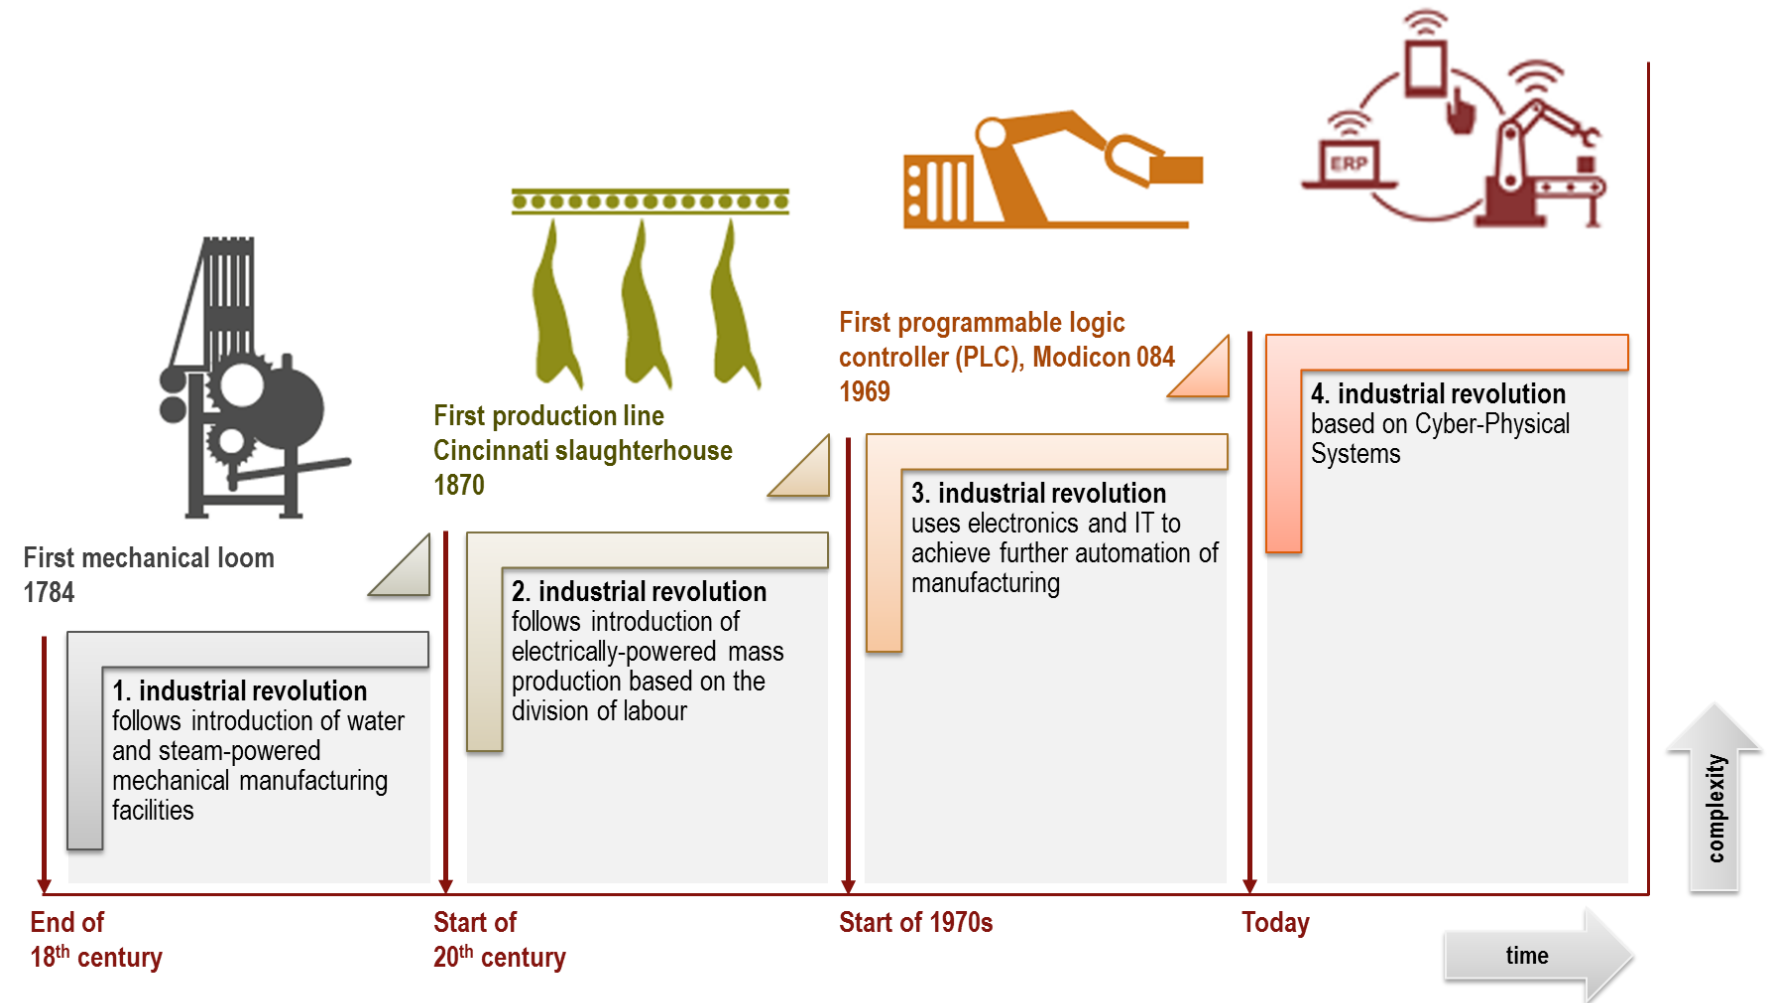 ERP
First programmable logic
controller (PLC), Modicon 084
1969
4. industrial revolution
based on Cyber-Physical
Systems
First production line
Cincinnati slaughterhouse
1870
3. industrial revolution
uses electronics and IT to
achieve further automation of
manufacturing
First mechanical loom
1784
2. industrial revolution
follows introduction of
electrically-powered mass
production based on the
division of labour
1. industrial revolution
follows introduction of water
and steam-powered
mechanical manufacturing
facilities
complexity
End of
18th century
Start of
20th century
Start of 1970s
Today
time